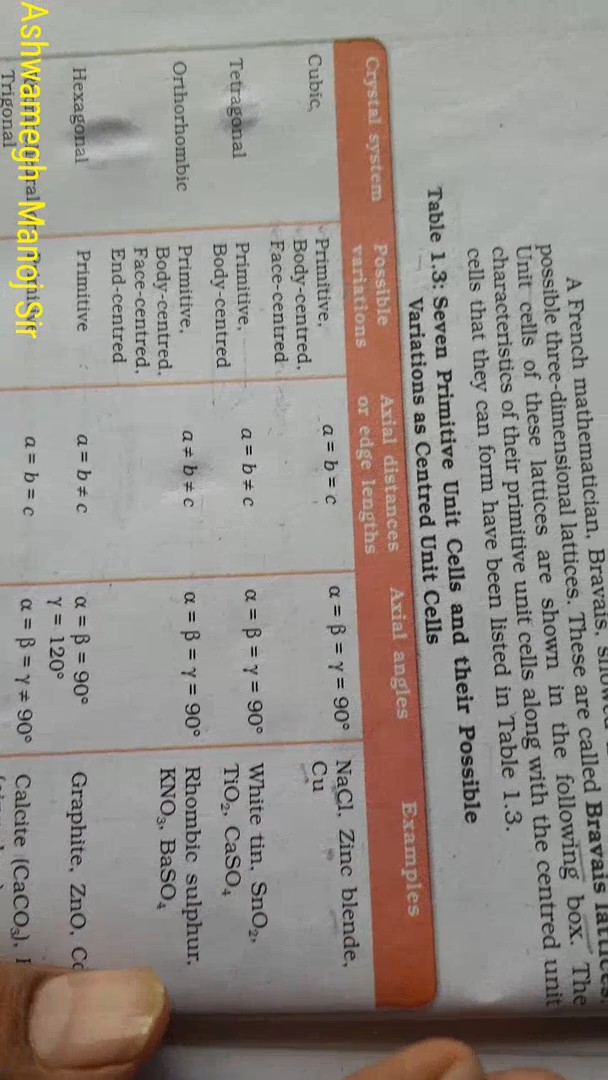 A French mathematician, Bravais,
possible three-dimensional lattices. These are called Bravais lattices.
Unit cells of these lattices are shown in the following box. The
characteristics of their primitive unit cells along with the centred unit
cells that they can form have been listed in Table 1.3.
Table 1.3: Seven Primitive Unit Cells and their Possible
Variations as Centred Unit Cells
Crystal system Possible variations Axial distances or edge lengths Axial angles Examples
Cubic, Primitive, Body-centred, Face-centred a = b = c α = β = γ = 90° NaCl, Zinc blende, Cu
Tetragonal Primitive, Body-centred a = b ≠ c α = β = γ = 90° White tin, SnO₂, TiO₂, CaSO₄
Orthorhombic Primitive, Body-centred, Face-centred, End-centred a ≠ b ≠ c α = β = γ = 90° Rhombic sulphur, KNO₃, BaSO₄
Hexagonal Primitive a = b ≠ c α = β = 90° γ = 120° Graphite, ZnO,
Trigonal a = b = c α = β = γ ≠ 90° Calcite (CaCO₃),
Ashwamegh Manoj Sir